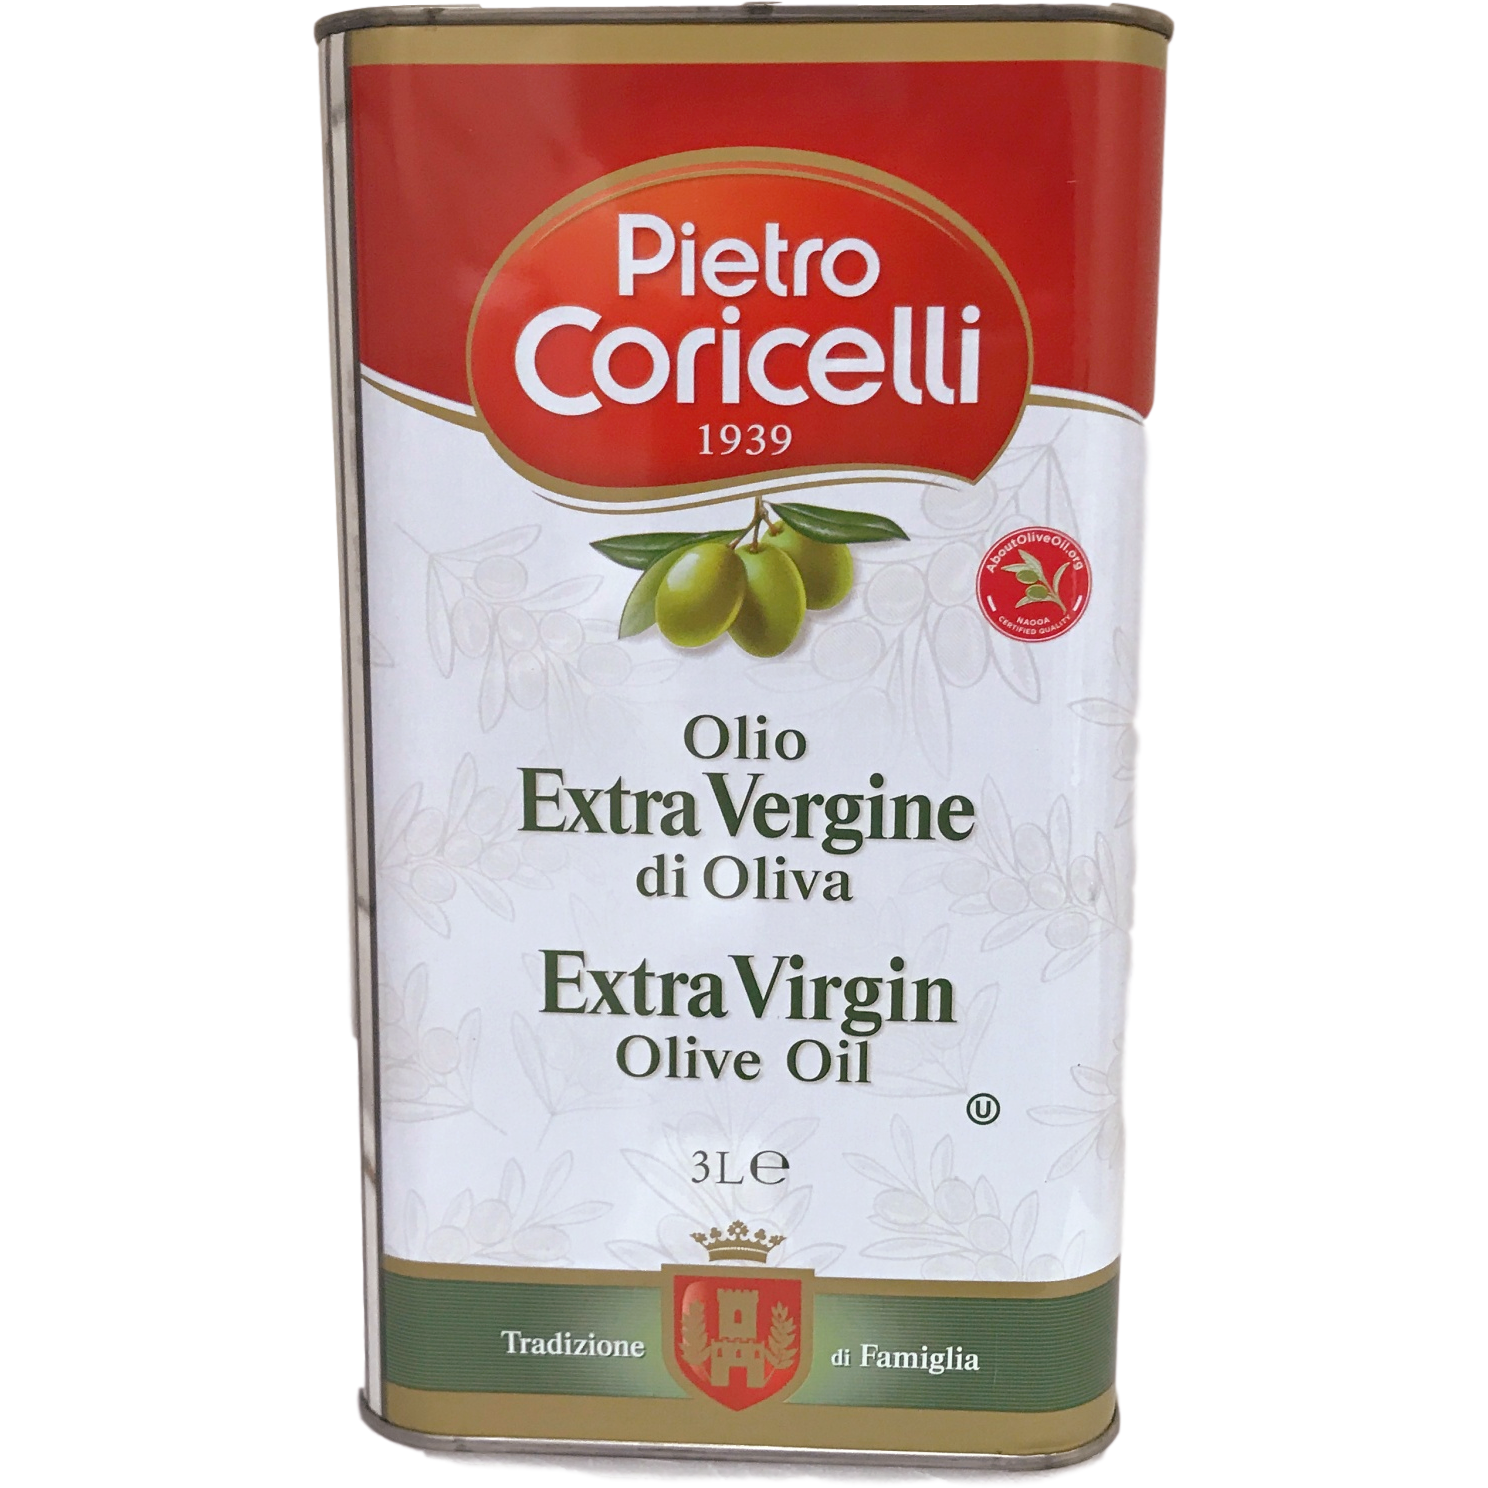 Pietro
Coricelli
1939
AboutOliveOil.org
NAOOA
CERTIFIED QUALITY
Olio
Extra Vergine
di Oliva
Extra Virgin
Olive Oil
U
3L℮
Tradizione di Famiglia